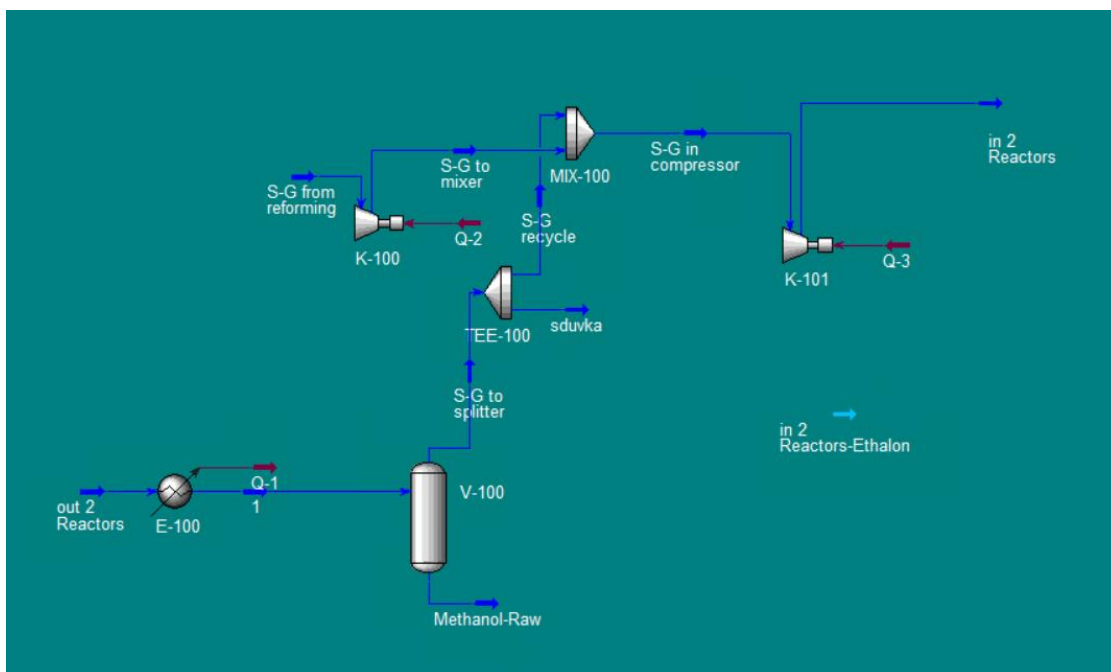 in 2
Reactors
MIX-100
S-G in
compressor
S-G to
mixer
S-G from
reforming
K-100
Q-2
S-G
recycle
K-101
Q-3
TEE-100
sduvka
S-G to
splitter
in 2
Reactors-Ethalon
out 2
Reactors
E-100
Q-1
1
V-100
Methanol-Raw